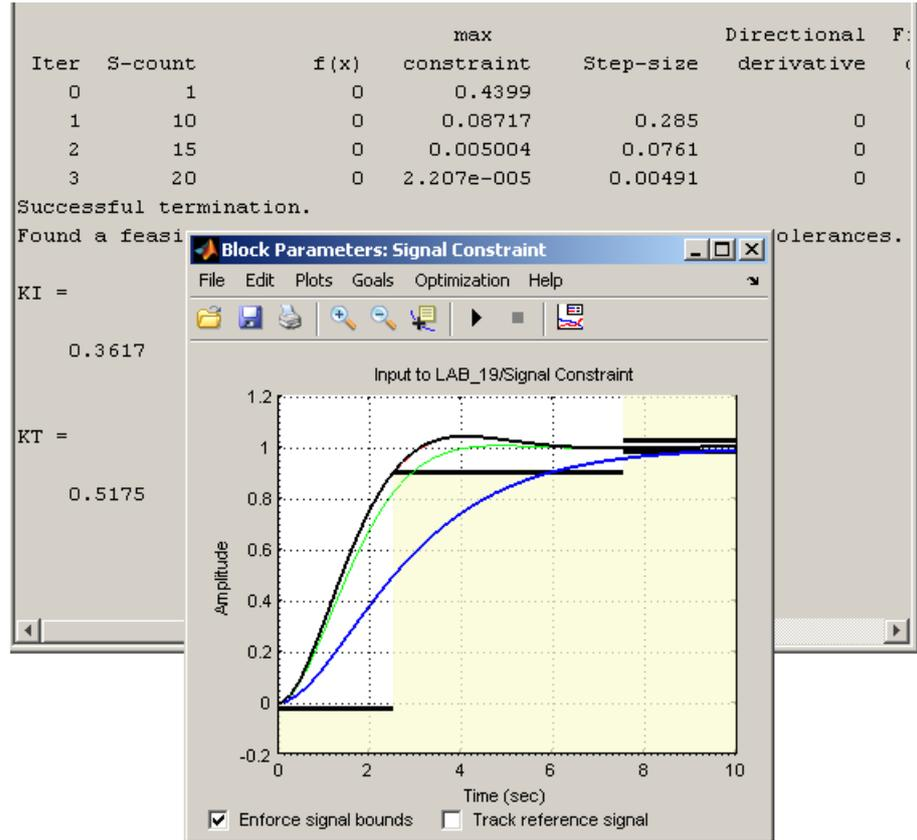 max Directional
Iter S-count f(x) constraint Step-size derivative
0 1 0 0.4399
1 10 0 0.08717 0.285 0
2 15 0 0.005004 0.0761 0
3 20 0 2.207e-005 0.00491 0
Successful termination.
Found a feasi
olerances.
KI =
0.3617
KT =
0.5175
Block Parameters: Signal Constraint
File Edit Plots Goals Optimization Help
Input to LAB_19/Signal Constraint
1.2
1
0.8
0.6
0.4
0.2
0
-0.2
Amplitude
0 2 4 6 8 10
Time (sec)
Enforce signal bounds Track reference signal